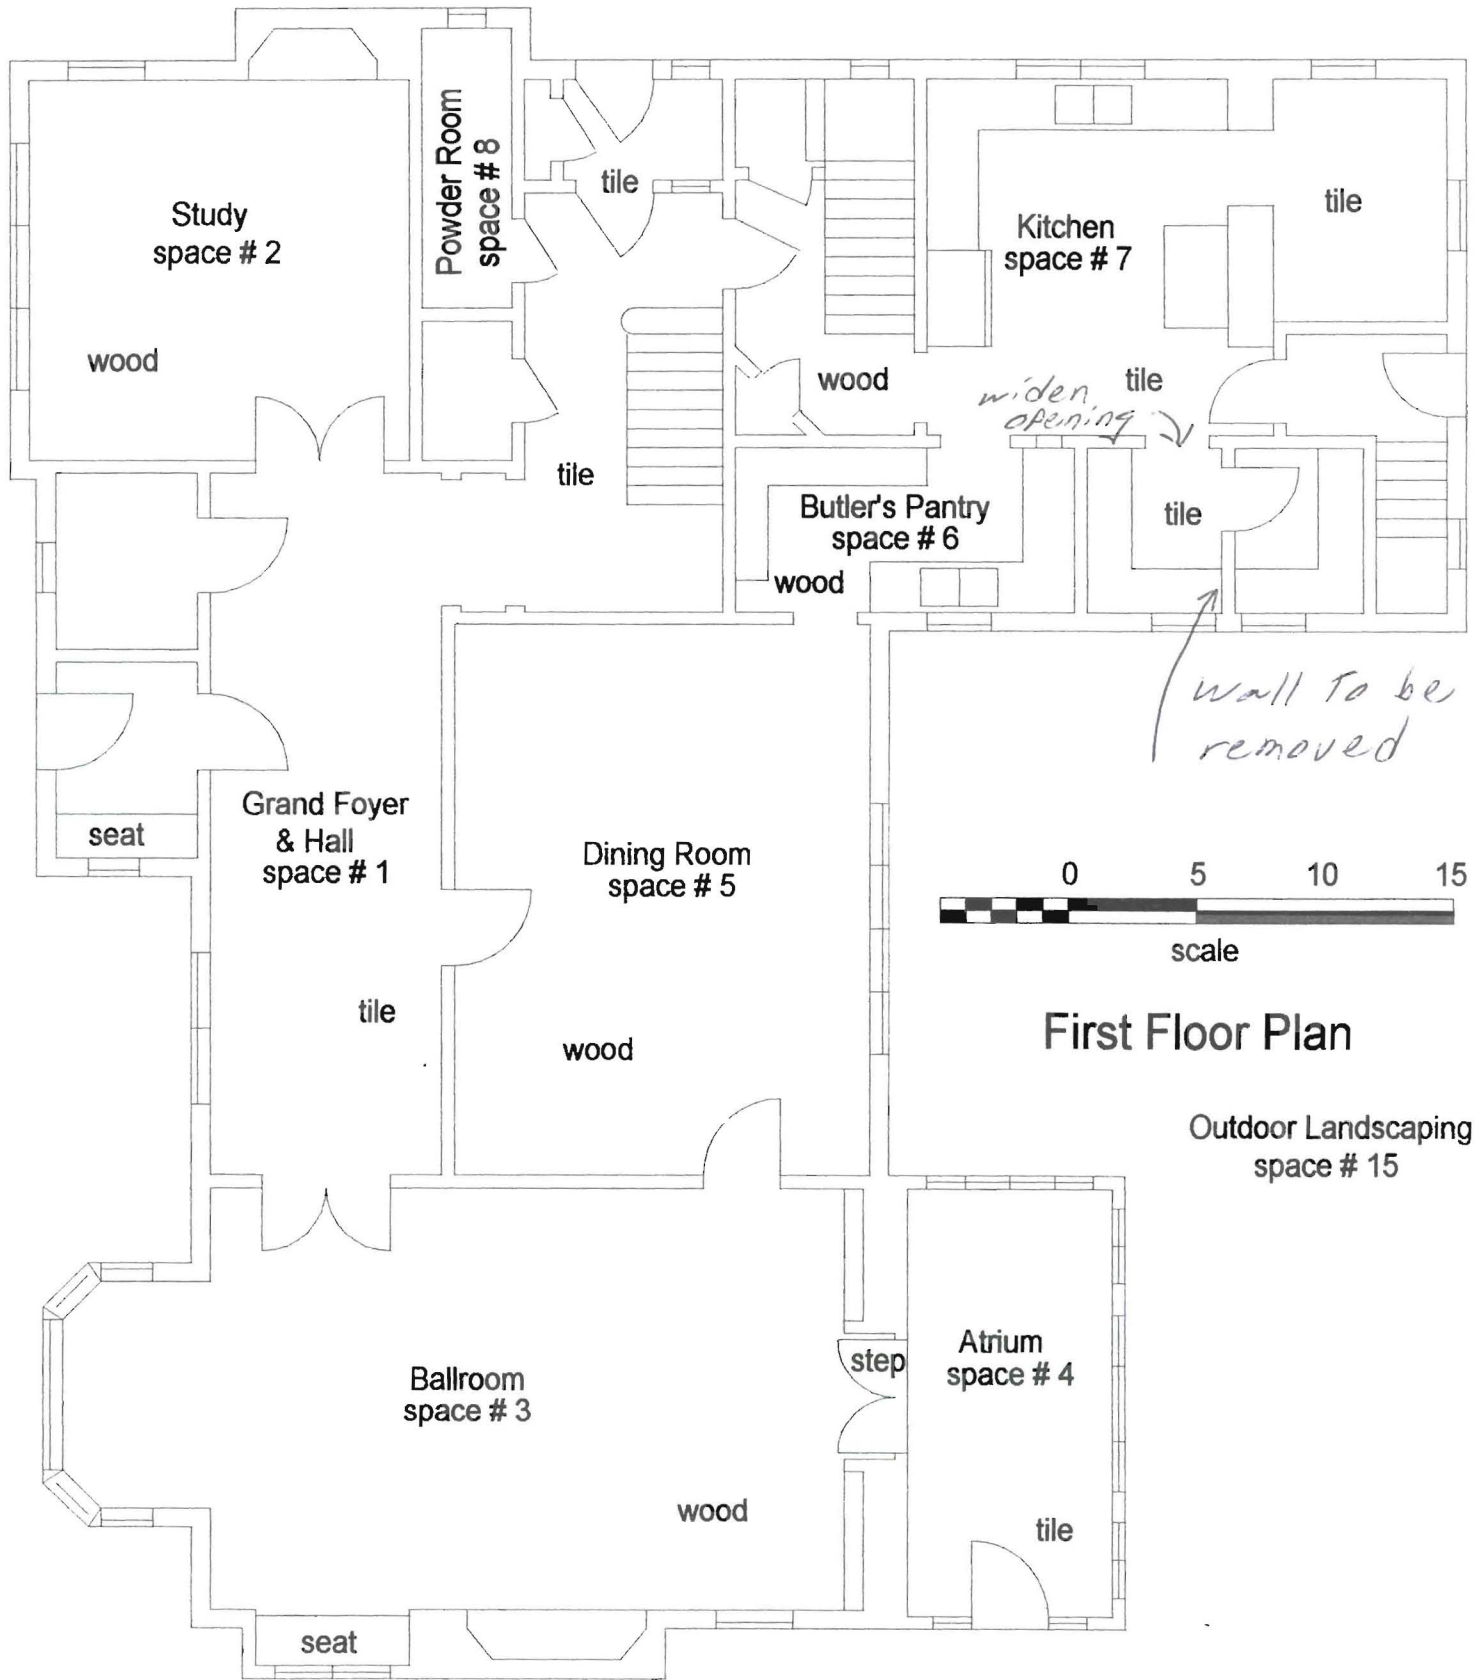 Powder Room
space # 8
tile
Study
space # 2
wood
Kitchen
space # 7
tile
wood
tile
widen
opening
tile
Butler's Pantry
space # 6
wood
tile
wall To be
removed
seat
Grand Foyer
& Hall
space # 1
tile
Dining Room
space # 5
wood
0 5 10 15
scale
First Floor Plan
Outdoor Landscaping
space # 15
Ballroom
space # 3
wood
step
Atrium
space # 4
tile
seat